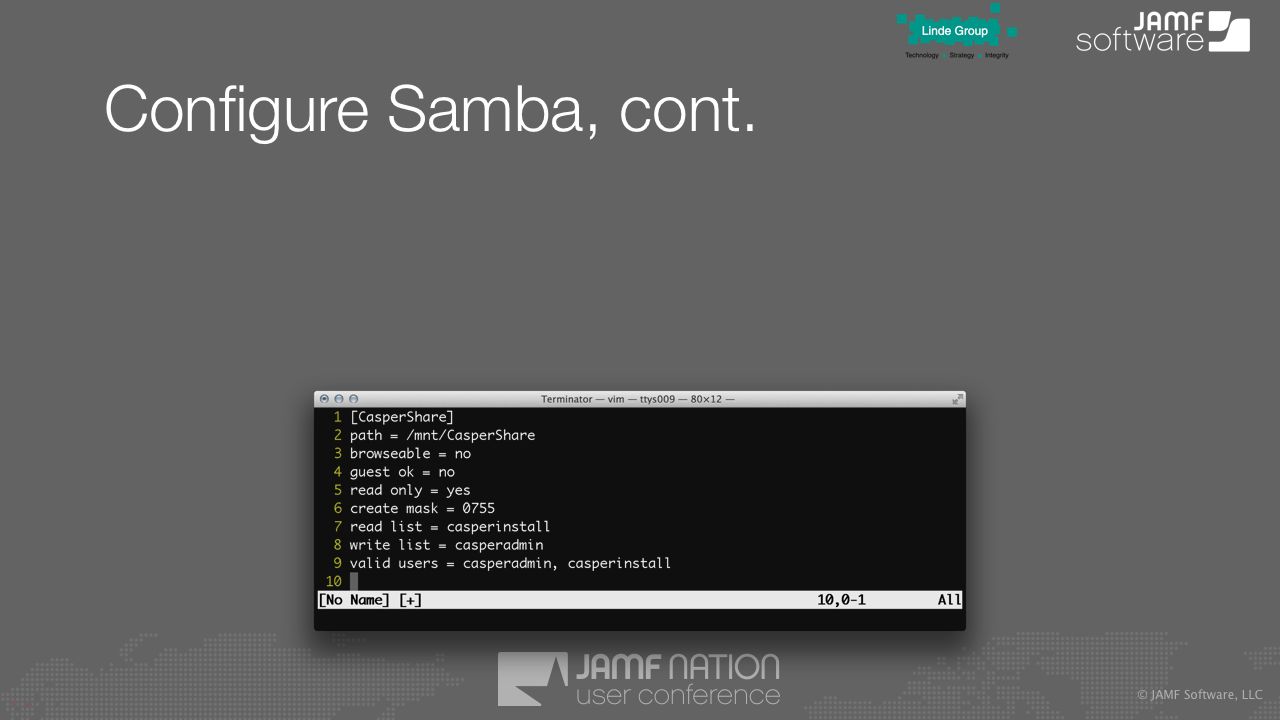 Linde Group
Technology Strategy Integrity
JAMF
software
Configure Samba, cont.
Terminator — vim — ttys009 — 80×12 —
1 [CasperShare]
2 path = /mnt/CasperShare
3 browseable = no
4 guest ok = no
5 read only = yes
6 create mask = 0755
7 read list = casperinstall
8 write list = casperadmin
9 valid users = casperadmin, casperinstall
10
[No Name] [+] 10,0-1 All
JAMF NATION
user conference
© JAMF Software, LLC